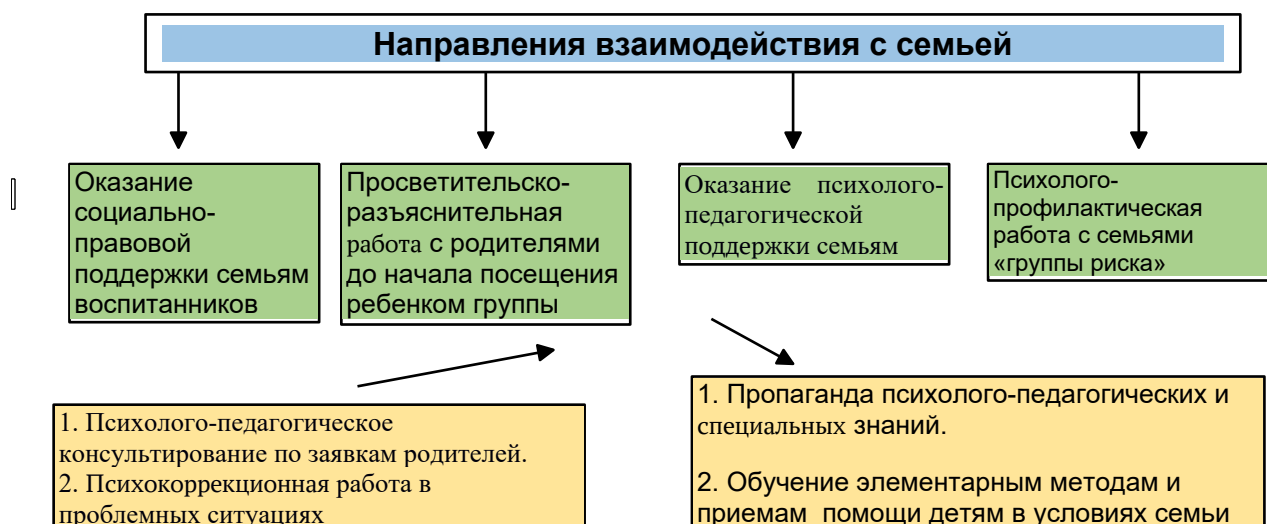 Направления взаимодействия с семьей
Оказание
социально-
правовой
поддержки семьям
воспитанников
Просветительско-
разъяснительная
работа с родителями
до начала посещения
ребенком группы
Оказание психолого-
педагогической
поддержки семьям
Психолого-
профилактическая
работа с семьями
«группы риска»
1. Психолого-педагогическое
консультирование по заявкам родителей.
2. Психокоррекционная работа в
проблемных ситуациях
1. Пропаганда психолого-педагогических и
специальных знаний.
2. Обучение элементарным методам и
приемам помощи детям в условиях семьи